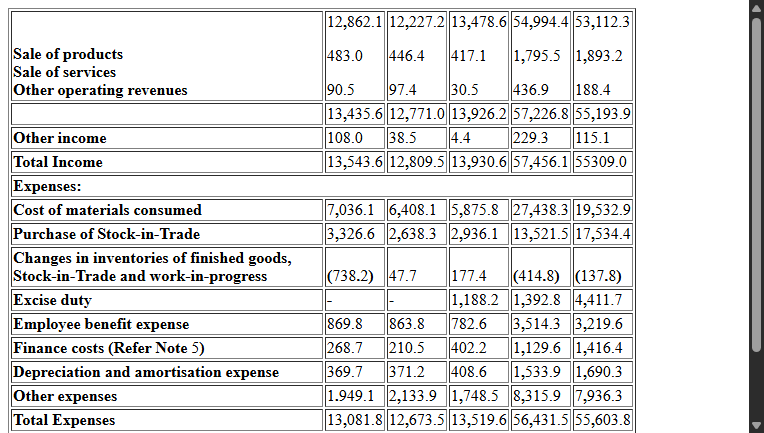 12,862.1 12,227.2 13,478.6 54,994.4 53,112.3
Sale of products 483.0 446.4 417.1 1,795.5 1,893.2
Sale of services
Other operating revenues 90.5 97.4 30.5 436.9 188.4
13,435.6 12,771.0 13,926.2 57,226.8 55,193.9
Other income 108.0 38.5 4.4 229.3 115.1
Total Income 13,543.6 12,809.5 13,930.6 57,456.1 55309.0
Expenses:
Cost of materials consumed 7,036.1 6,408.1 5,875.8 27,438.3 19,532.9
Purchase of Stock-in-Trade 3,326.6 2,638.3 2,936.1 13,521.5 17,534.4
Changes in inventories of finished goods,
Stock-in-Trade and work-in-progress (738.2) 47.7 177.4 (414.8) (137.8)
Excise duty - - 1,188.2 1,392.8 4,411.7
Employee benefit expense 869.8 863.8 782.6 3,514.3 3,219.6
Finance costs (Refer Note 5) 268.7 210.5 402.2 1,129.6 1,416.4
Depreciation and amortisation expense 369.7 371.2 408.6 1,533.9 1,690.3
Other expenses 1.949.1 2,133.9 1,748.5 8,315.9 7,936.3
Total Expenses 13,081.8 12,673.5 13,519.6 56,431.5 55,603.8